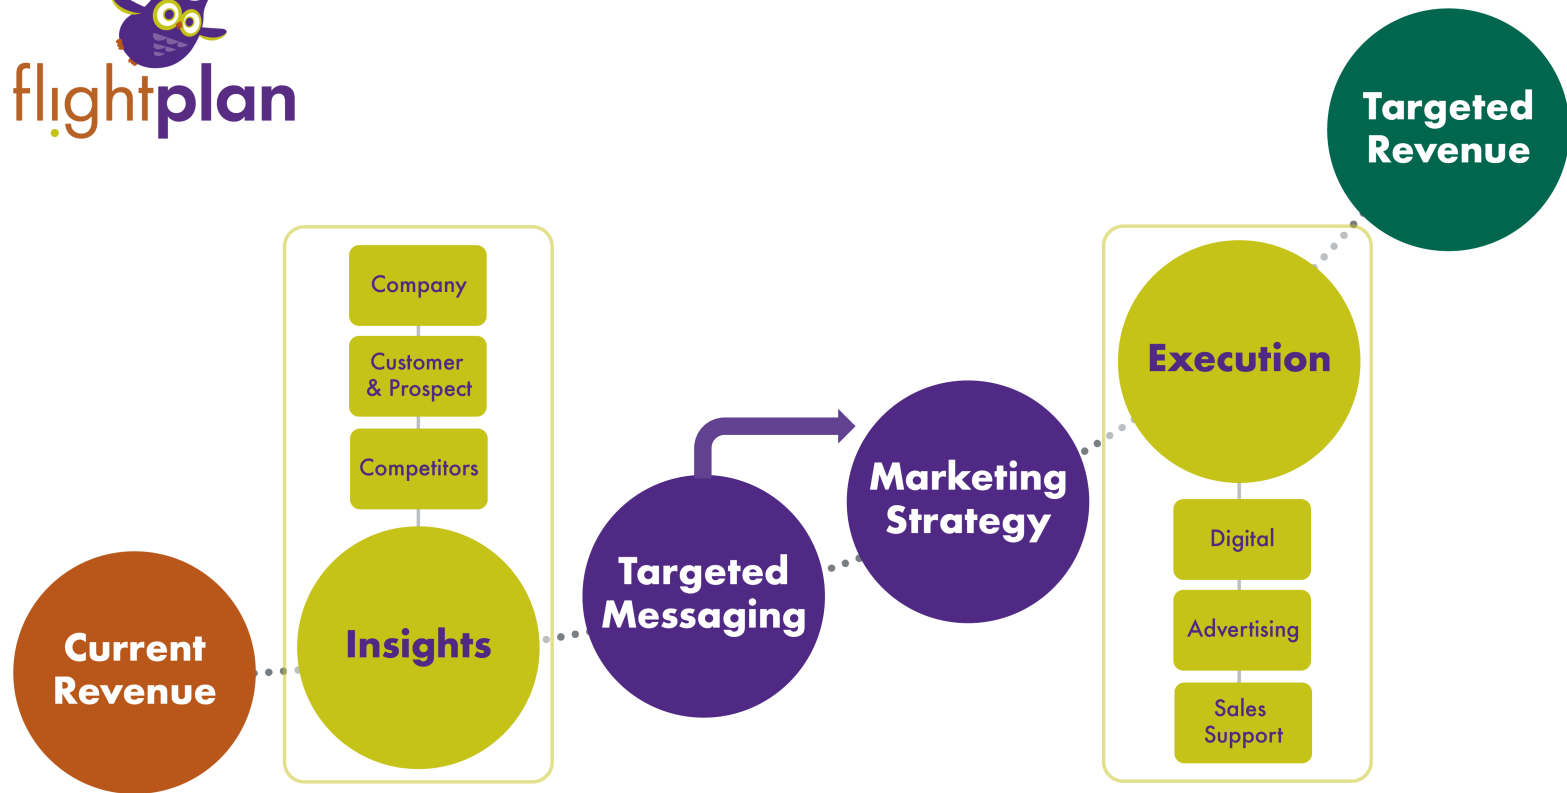 flightplan
Current
Revenue
Company
Customer
& Prospect
Competitors
Insights
Targeted
Messaging
Marketing
Strategy
Execution
Digital
Advertising
Sales
Support
Targeted
Revenue